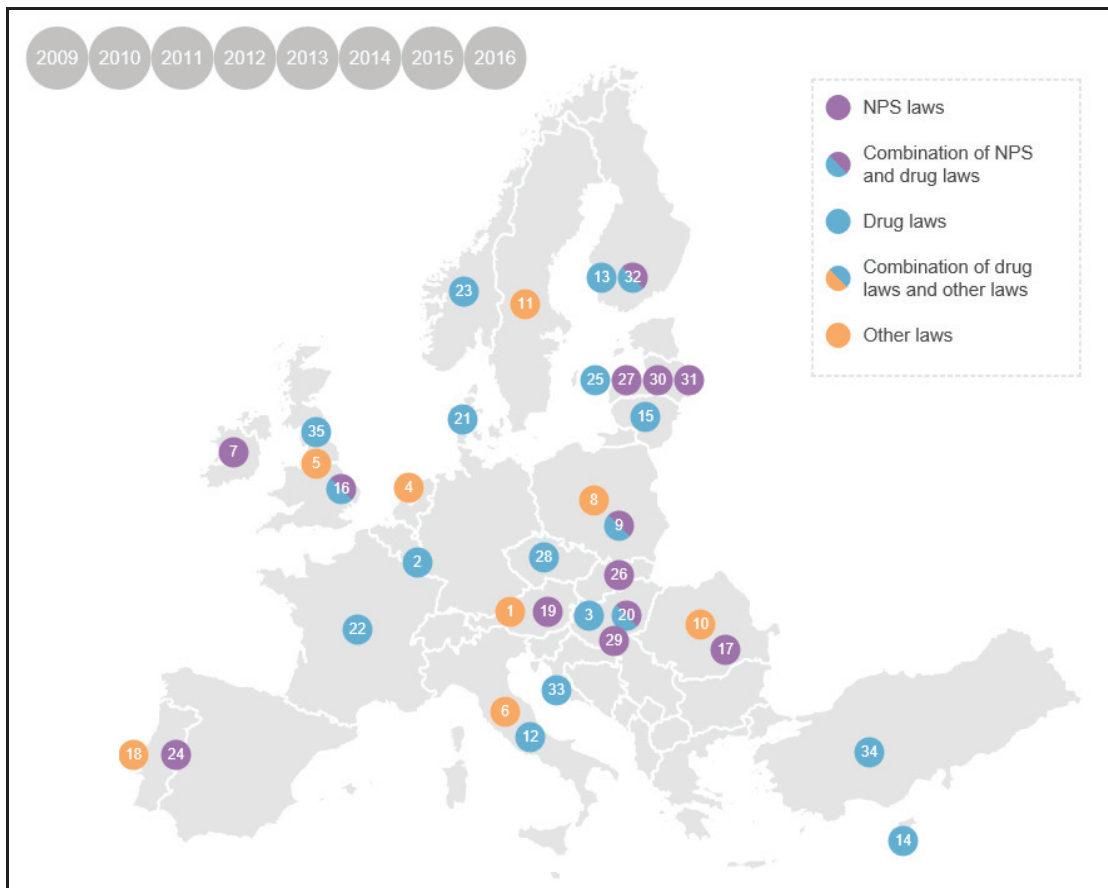 2009 2010 2011 2012 2013 2014 2015 2016
NPS laws
Combination of NPS
and drug laws
Drug laws
Combination of drug
laws and other laws
Other laws
13 32
23
11
25 27 30 31
15
21
35
7
5
16
4
8
9
28
2
26
1 19 3 20
10
22
29
17
33
6
12
18 24
34
14